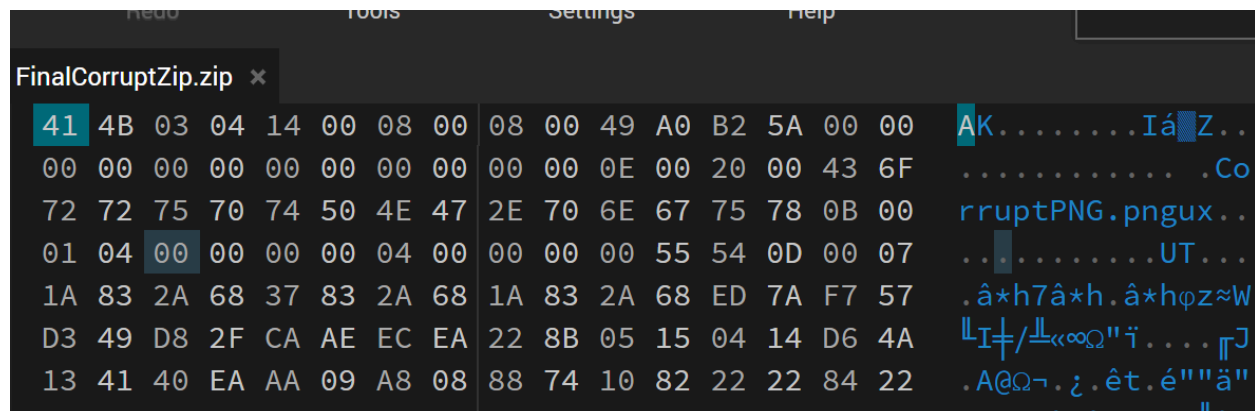 Redo Tools Settings Help
FinalCorruptZip.zip ×
41 4B 03 04 14 00 08 00 08 00 49 A0 B2 5A 00 00 AK........Iá▓Z..
00 00 00 00 00 00 00 00 00 00 0E 00 20 00 43 6F ............ .Co
72 72 75 70 74 50 4E 47 2E 70 6E 67 75 78 0B 00 rruptPNG.pngux..
01 04 00 00 00 00 04 00 00 00 00 55 54 0D 00 07 ...........UT...
1A 83 2A 68 37 83 2A 68 1A 83 2A 68 ED 7A F7 57 .â*h7â*h.â*hφz≈W
D3 49 D8 2F CA AE EC EA 22 8B 05 15 04 14 D6 4A ╙I╪/╩«∞Ω"ï....╓J
13 41 40 EA AA 09 A8 08 88 74 10 82 22 22 84 22 .A@Ω¬.¿.êt.é""ä"